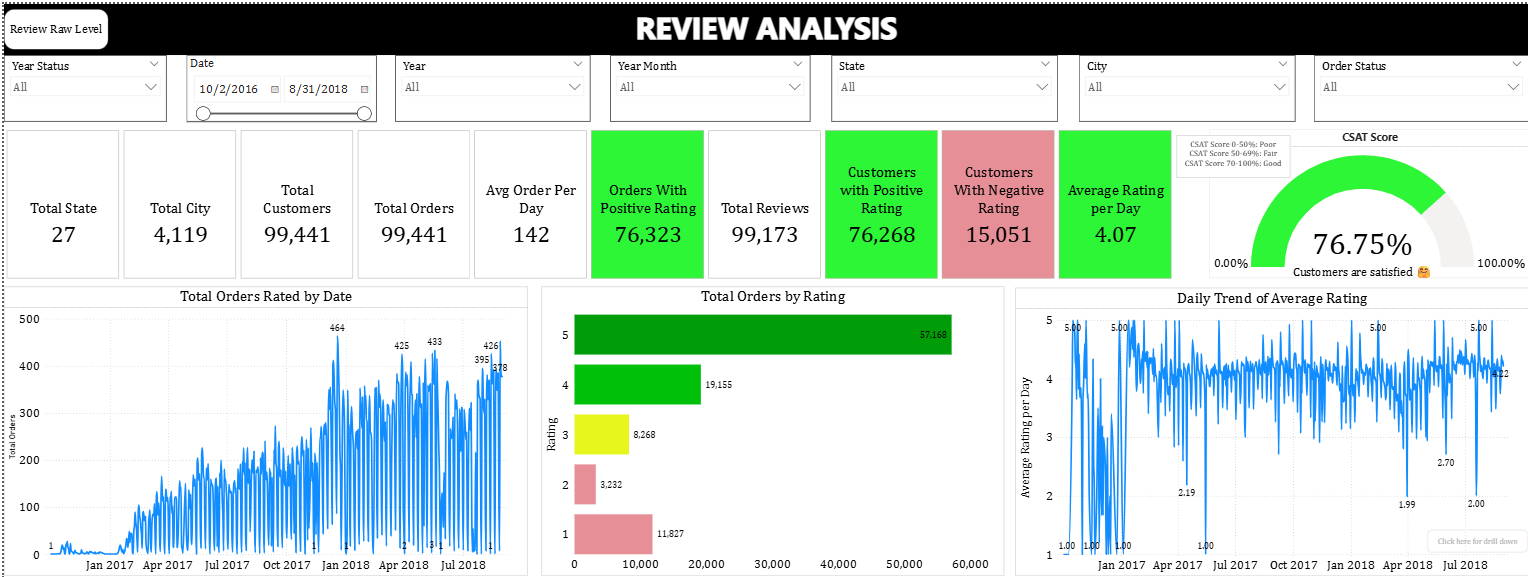 Review Raw Level
REVIEW ANALYSIS
Year Status
All
Date
10/2/2016
8/31/2018
Year
All
Year Month
All
State
All
City
All
Order Status
All
Total State
27
Total City
4,119
Total
Customers
99,441
Total Orders
99,441
Avg Order Per
Day
142
Orders With
Positive Rating
76,323
Total Reviews
99,173
Customers
with Positive
Rating
76,268
Customers
With Negative
Rating
15,051
Average Rating
per Day
4.07
CSAT Score 0-50%: Poor
CSAT Score 50-69%: Fair
CSAT Score 70-100%: Good
CSAT Score
76.75%
0.00%
100.00%
Customers are satisfied 🤗
Total Orders Rated by Date
Total Orders
500
400
300
200
100
0
1
464
425
433
426
395
378
1
1
2
3
1
1
Jan 2017
Apr 2017
Jul 2017
Oct 2017
Jan 2018
Apr 2018
Jul 2018
Total Orders by Rating
Rating
5
57,168
4
19,155
3
8,268
2
3,232
1
11,827
0
10,000
20,000
30,000
40,000
50,000
60,000
Daily Trend of Average Rating
Average Rating per Day
5
4
3
2
1
5.00
5.00
5.00
5.00
4.22
2.19
2.70
1.99
2.00
1.00
1.00
1.00
1.00
Click here for drill down
Jan 2017
Apr 2017
Jul 2017
Oct 2017
Jan 2018
Apr 2018
Jul 2018